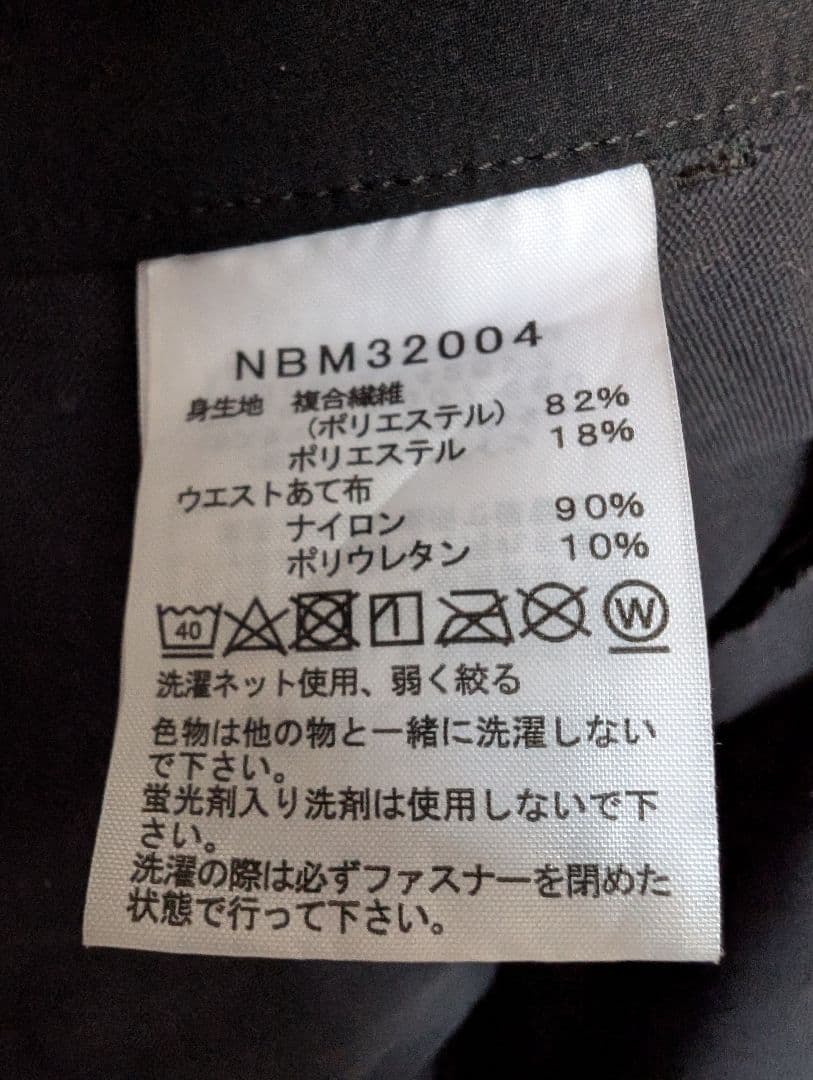 NBM32004
身生地 複合繊維
(ポリエステル) 82%
ポリエステル 18%
ウエストあて布
ナイロン 90%
ポリウレタン 10%
40 W
洗濯ネット使用、弱く絞る
色物は他の物と一緒に洗濯しない
で下さい。
蛍光剤入り洗剤は使用しないで下
さい。
洗濯の際は必ずファスナーを閉めた
状態で行って下さい。